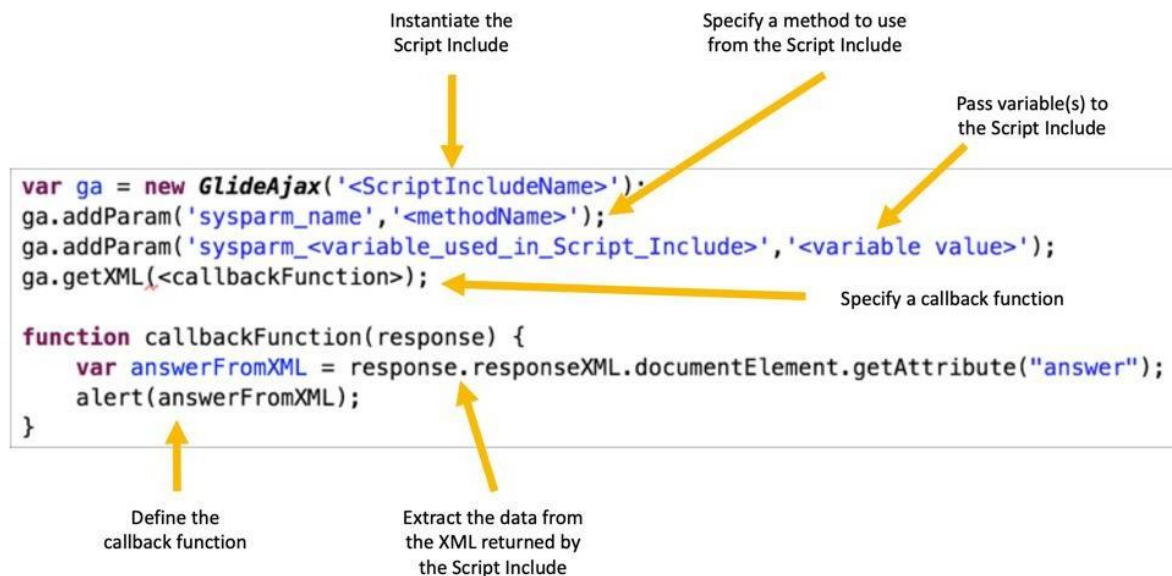 Instantiate the
Script Include
Specify a method to use
from the Script Include
Pass variable(s) to
the Script Include
var ga = new GlideAjax('<ScriptIncludeName>');
ga.addParam('sysparm_name','<methodName>');
ga.addParam('sysparm_<variable_used_in_Script_Include>','<variable value>');
ga.getXML(<callbackFunction>);
Specify a callback function
function callbackFunction(response) {
    var answerFromXML = response.responseXML.documentElement.getAttribute("answer");
    alert(answerFromXML);
}
Define the
callback function
Extract the data from
the XML returned by
the Script Include